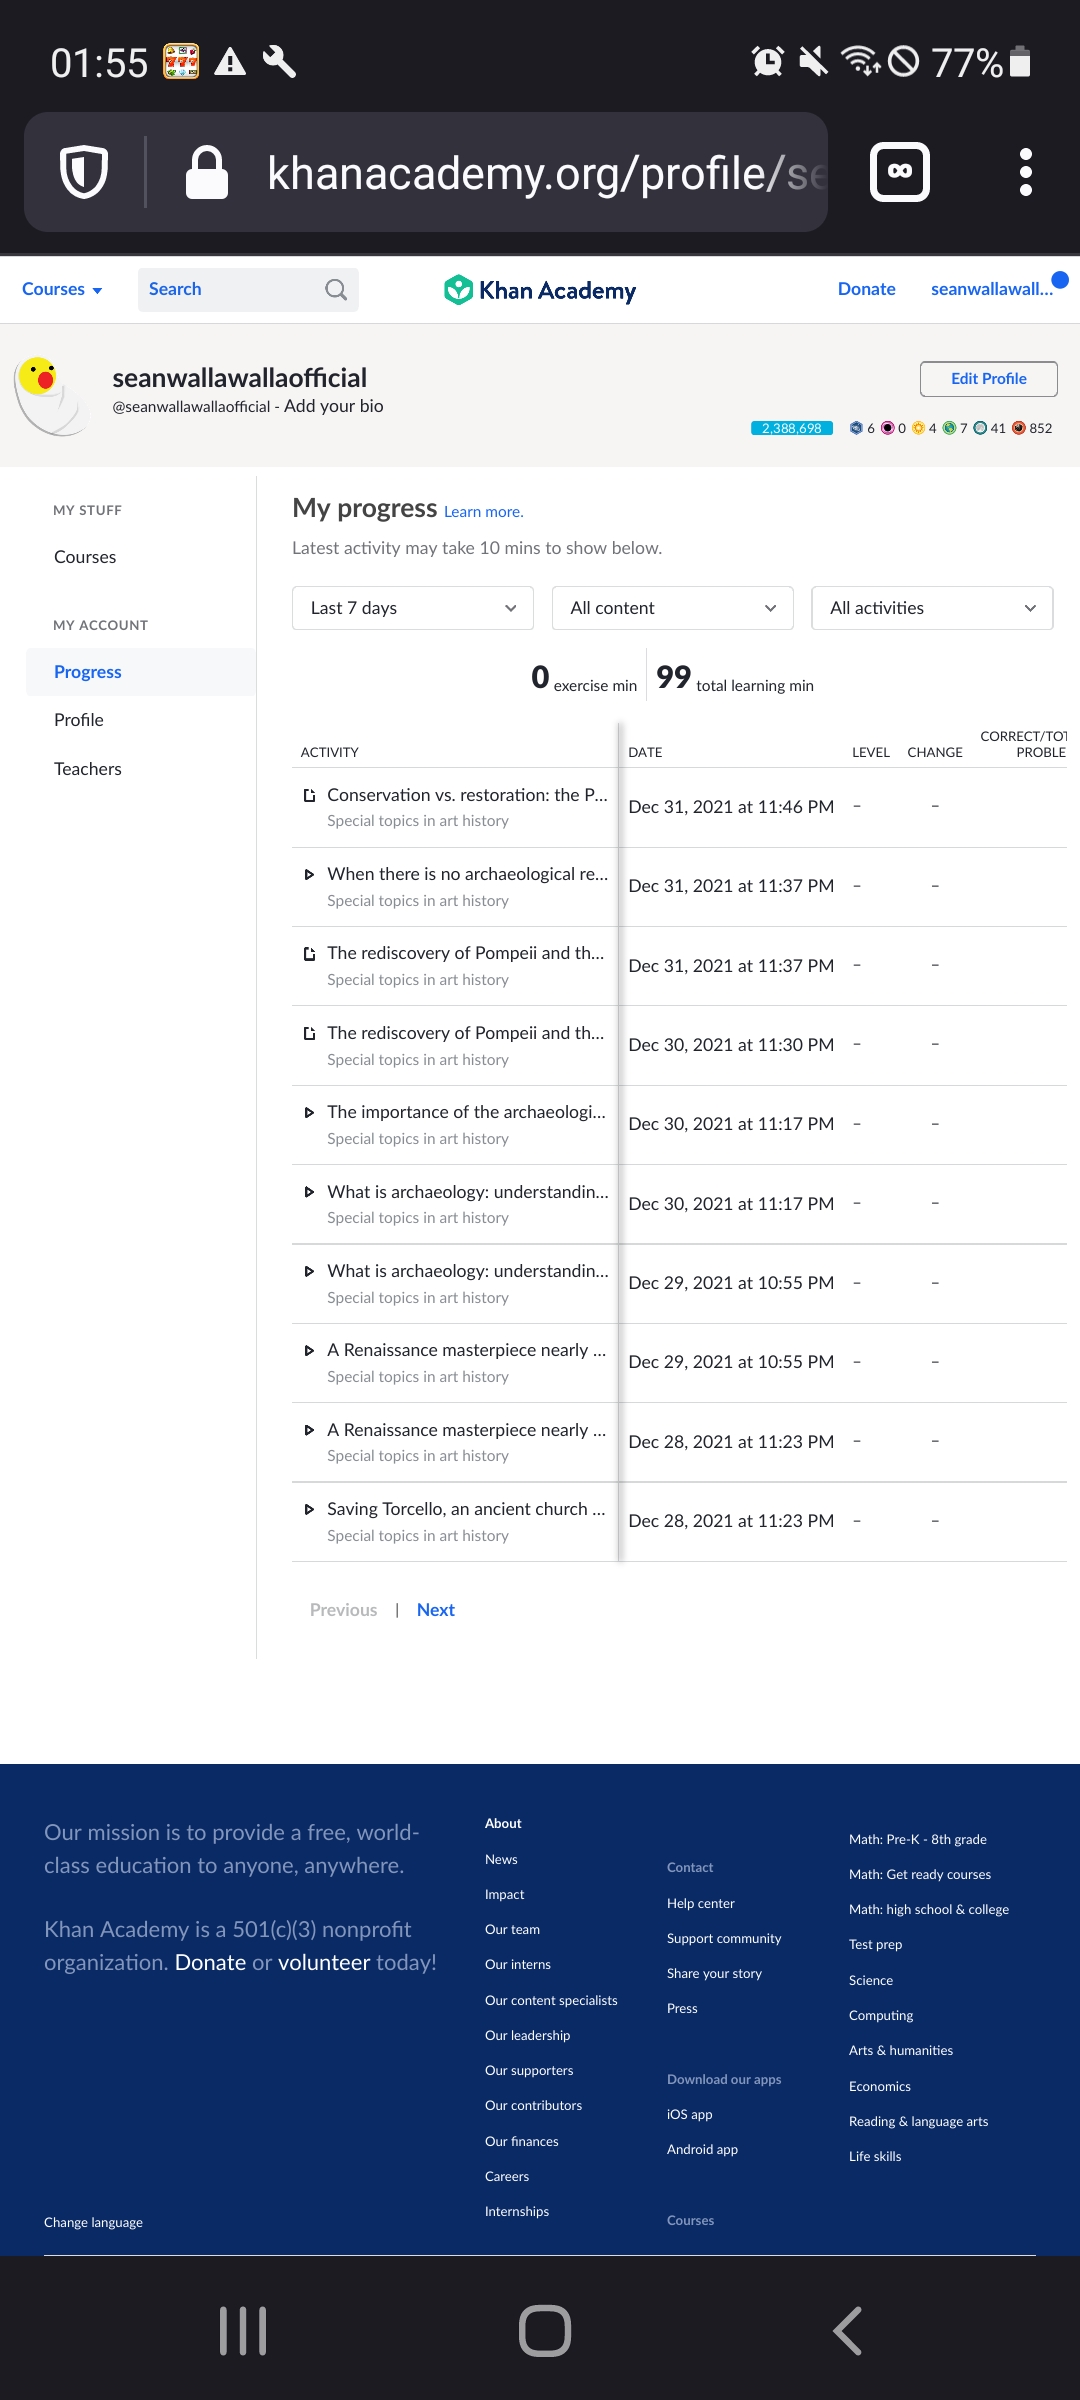 01:55
77%
khanacademy.org/profile/se
Courses
Search
Khan Academy
Donate
seanwallawall...
seanwallawallaofficial
@seanwallawallaofficial - Add your bio
Edit Profile
2,388,698 6 0 4 7 41 852
MY STUFF
Courses
MY ACCOUNT
Progress
Profile
Teachers
My progress Learn more.
Latest activity may take 10 mins to show below.
Last 7 days
All content
All activities
0 exercise min
99 total learning min
ACTIVITY DATE LEVEL CHANGE CORRECT/TOT
PROBLE
Conservation vs. restoration: the P...
Special topics in art history
Dec 31, 2021 at 11:46 PM – –
When there is no archaeological re...
Special topics in art history
Dec 31, 2021 at 11:37 PM – –
The rediscovery of Pompeii and th...
Special topics in art history
Dec 31, 2021 at 11:37 PM – –
The rediscovery of Pompeii and th...
Special topics in art history
Dec 30, 2021 at 11:30 PM – –
The importance of the archaeologi...
Special topics in art history
Dec 30, 2021 at 11:17 PM – –
What is archaeology: understandin...
Special topics in art history
Dec 30, 2021 at 11:17 PM – –
What is archaeology: understandin...
Special topics in art history
Dec 29, 2021 at 10:55 PM – –
A Renaissance masterpiece nearly ...
Special topics in art history
Dec 29, 2021 at 10:55 PM – –
A Renaissance masterpiece nearly ...
Special topics in art history
Dec 28, 2021 at 11:23 PM – –
Saving Torcello, an ancient church ...
Special topics in art history
Dec 28, 2021 at 11:23 PM – –
Previous | Next
Our mission is to provide a free, world-
class education to anyone, anywhere.
Khan Academy is a 501(c)(3) nonprofit
organization. Donate or volunteer today!
Change language
About
News
Impact
Our team
Our interns
Our content specialists
Our leadership
Our supporters
Our contributors
Our finances
Careers
Internships
Contact
Help center
Support community
Share your story
Press
Download our apps
iOS app
Android app
Courses
Math: Pre-K - 8th grade
Math: Get ready courses
Math: high school & college
Test prep
Science
Computing
Arts & humanities
Economics
Reading & language arts
Life skills